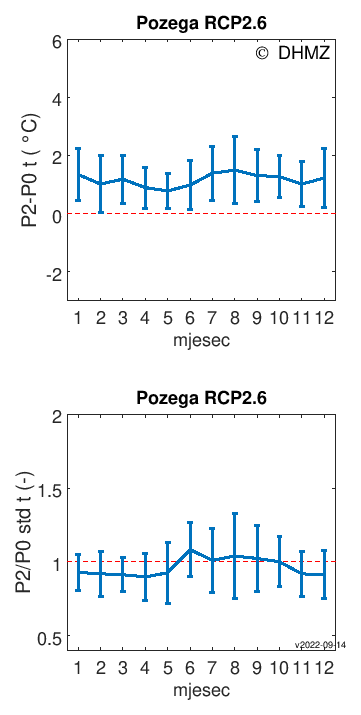 Pozega RCP2.6
© DHMZ
6
4
2
0
-2
P2-P0 t ( °C)
1 2 3 4 5 6 7 8 9 10 11 12
mjesec
Pozega RCP2.6
2
1.5
1
0.5
P2/P0 std t (-)
v2022-09-14
1 2 3 4 5 6 7 8 9 10 11 12
mjesec